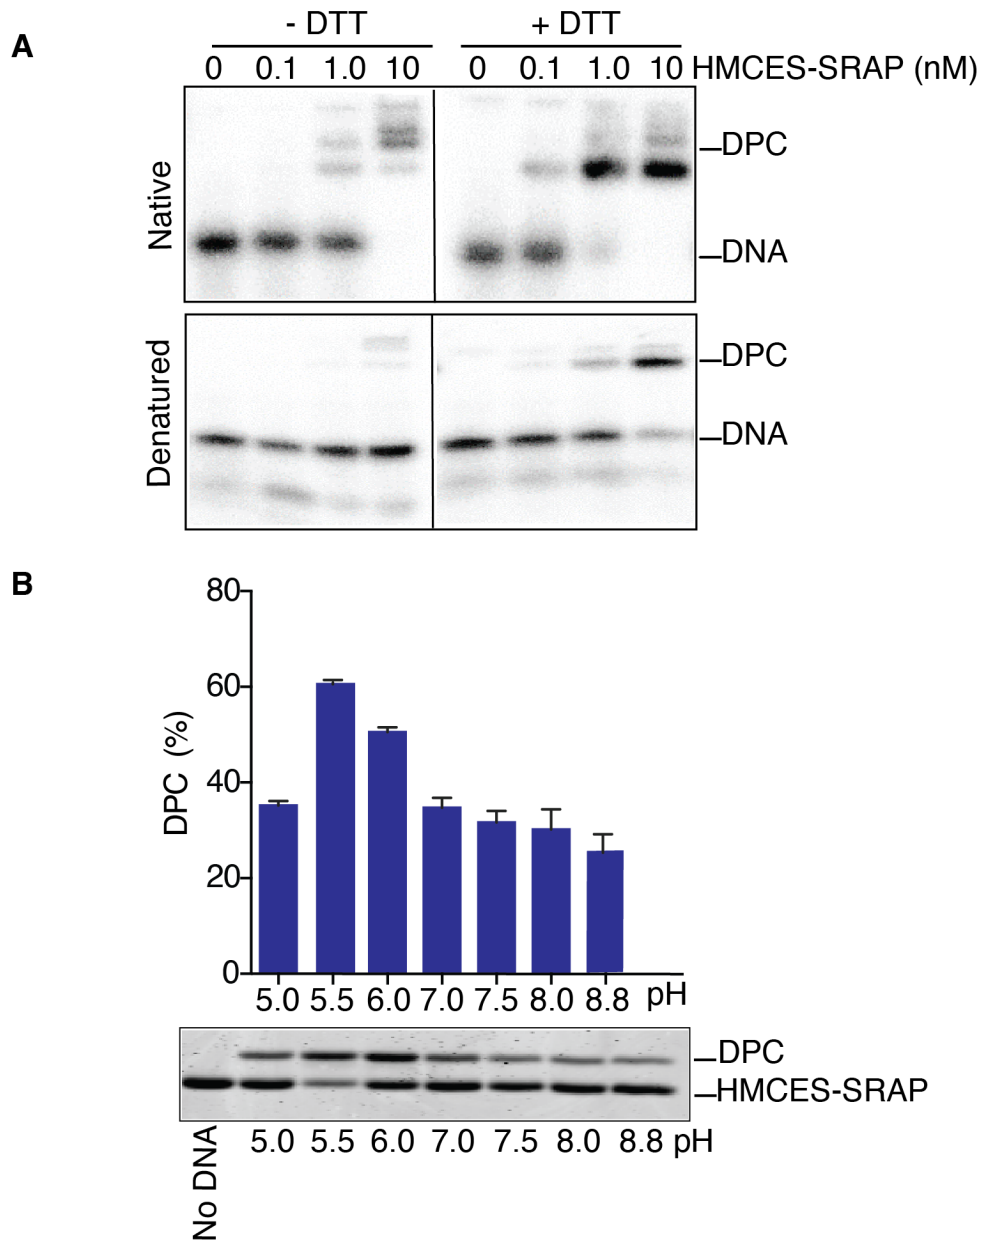 A
- DTT + DTT
0 0.1 1.0 10 0 0.1 1.0 10 HMCES-SRAP (nM)
Native
DPC
DNA
Denatured
DPC
DNA
B
DPC (%)
80
60
40
20
0
5.0 5.5 6.0 7.0 7.5 8.0 8.8 pH
DPC
HMCES-SRAP
No DNA 5.0 5.5 6.0 7.0 7.5 8.0 8.8 pH